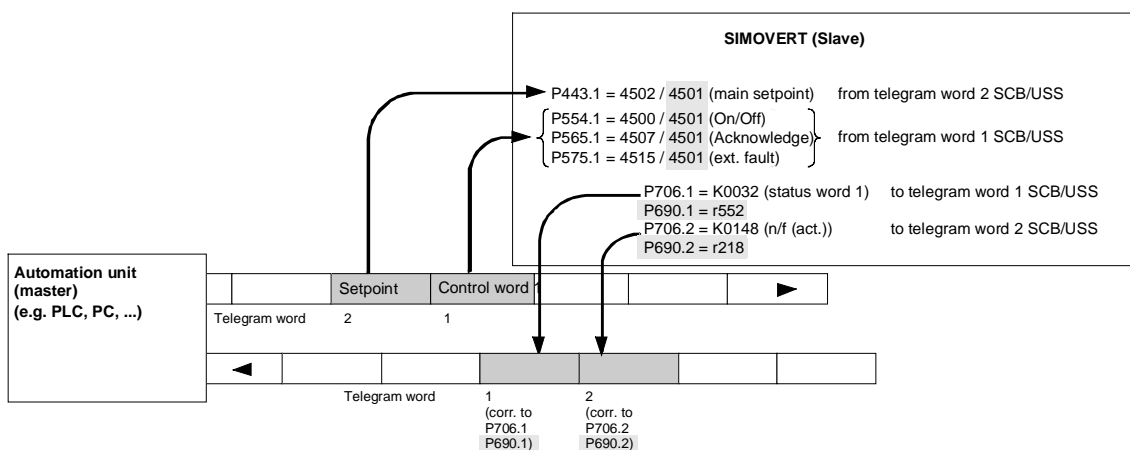 SIMOVERT (Slave)
P443.1 = 4502 / 4501 (main setpoint) from telegram word 2 SCB/USS
P554.1 = 4500 / 4501 (On/Off)
P565.1 = 4507 / 4501 (Acknowledge) from telegram word 1 SCB/USS
P575.1 = 4515 / 4501 (ext. fault)
P706.1 = K0032 (status word 1) to telegram word 1 SCB/USS
P690.1 = r552
P706.2 = K0148 (n/f (act.)) to telegram word 2 SCB/USS
P690.2 = r218
Automation unit
(master)
(e.g. PLC, PC, ...)
Setpoint Control word 1
Telegram word 2 1
Telegram word 1 2
(corr. to (corr. to
P706.1 P706.2
P690.1) P690.2)